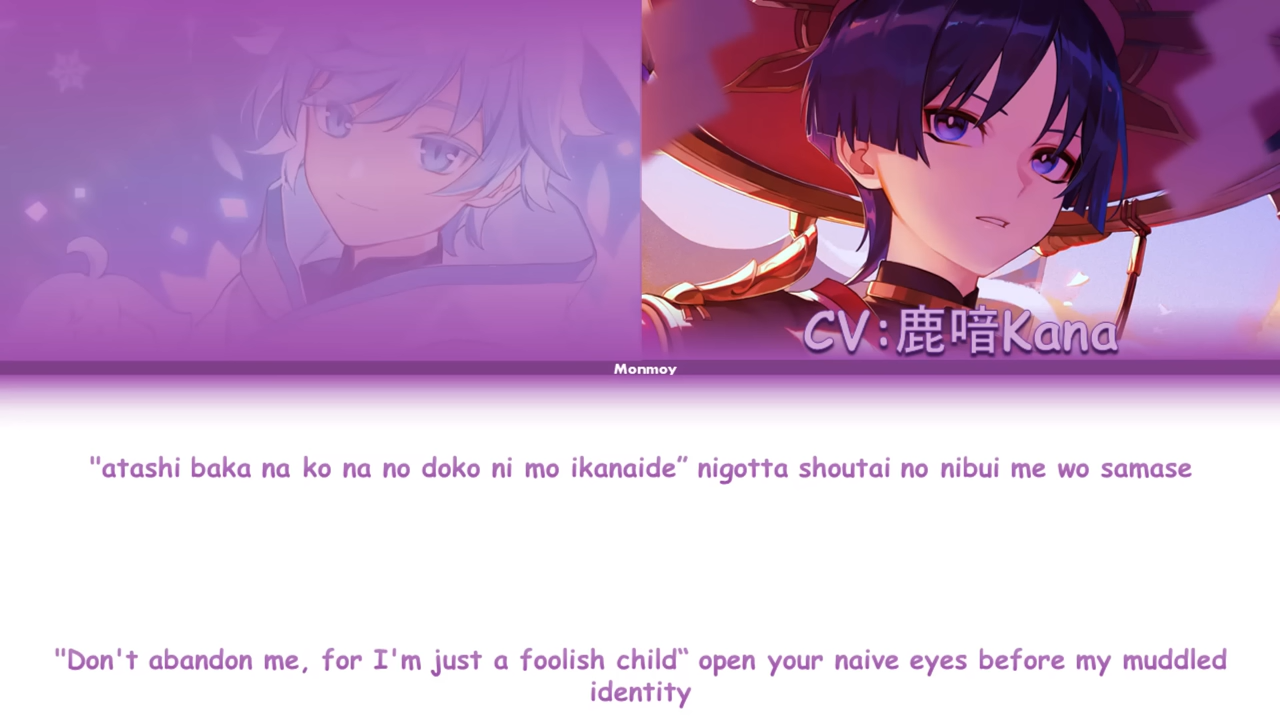 CV:鹿喑Kana
Monmoy
"atashi baka na ko na no doko ni mo ikanaide” nigotta shoutai no nibui me wo samase
"Don't abandon me, for I'm just a foolish child“ open your naive eyes before my muddled
identity